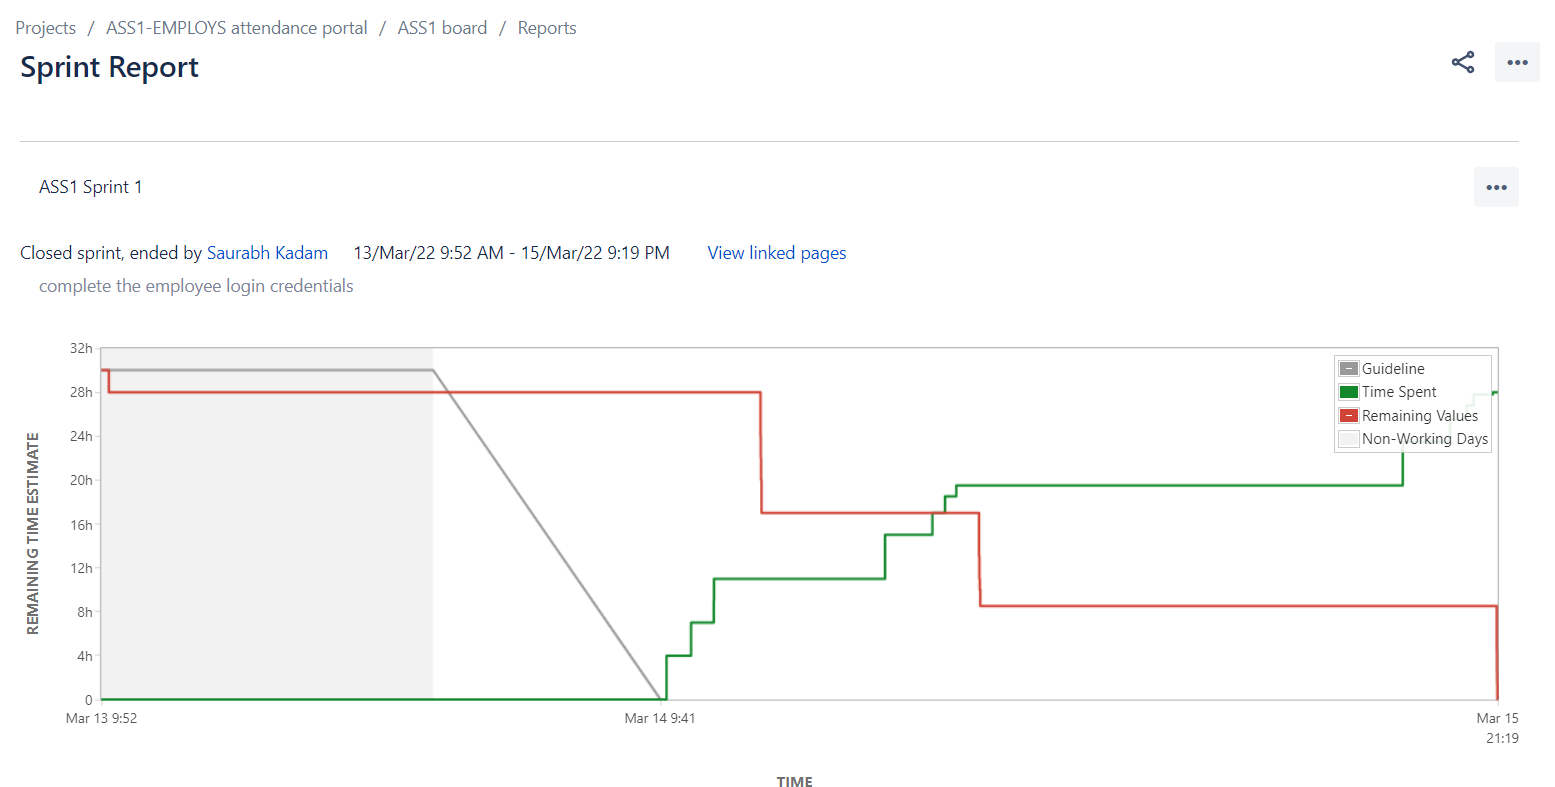 Projects / ASS1-EMPLOYS attendance portal / ASS1 board / Reports
Sprint Report
ASS1 Sprint 1
Closed sprint, ended by Saurabh Kadam 13/Mar/22 9:52 AM - 15/Mar/22 9:19 PM View linked pages
complete the employee login credentials
REMAINING TIME ESTIMATE
32h
28h
24h
20h
16h
12h
8h
4h
0
Guideline
Time Spent
Remaining Values
Non-Working Days
Mar 13 9:52
Mar 14 9:41
Mar 15
21:19
TIME